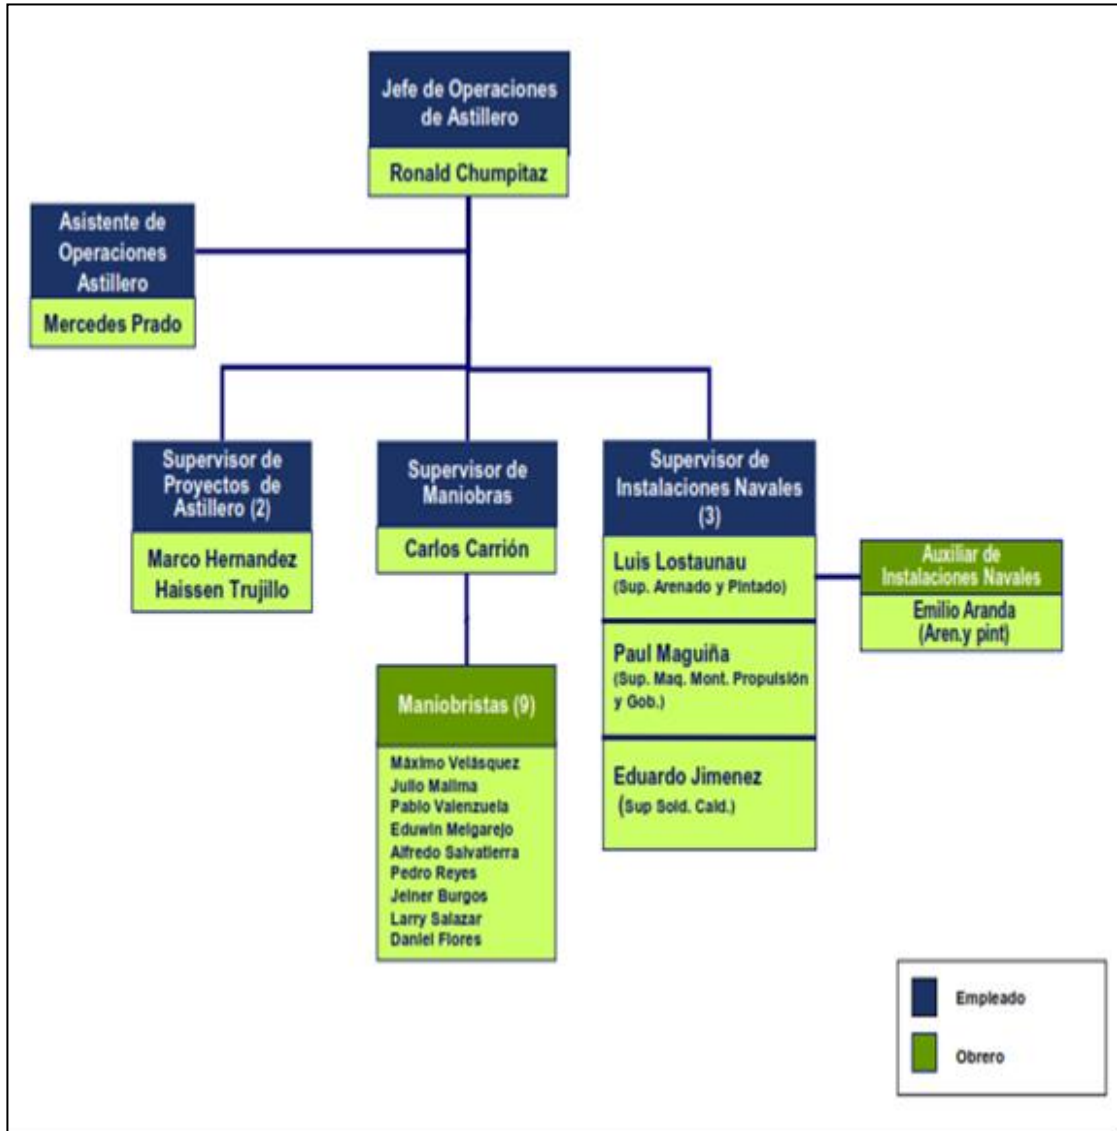 Jefe de Operaciones
de Astillero
Ronald Chumpitaz
Asistente de
Operaciones
Astillero
Mercedes Prado
Supervisor de
Proyectos de
Astillero (2)
Marco Hernandez
Haissen Trujillo
Supervisor de
Maniobras
Carlos Carrión
Maniobristas (9)
Máximo Velásquez
Julio Malima
Pablo Valenzuela
Eduwin Melgarejo
Alfredo Salvatierra
Pedro Reyes
Jeiner Burgos
Larry Salazar
Daniel Flores
Supervisor de
Instalaciones Navales
(3)
Luis Lostaunau
(Sup. Arenado y Pintado)
Paul Maguiña
(Sup. Maq. Mont. Propulsión
y Gob.)
Eduardo Jimenez
(Sup Sold. Cald.)
Auxiliar de
Instalaciones Navales
Emilio Aranda
(Aren.y pint)
Empleado
Obrero